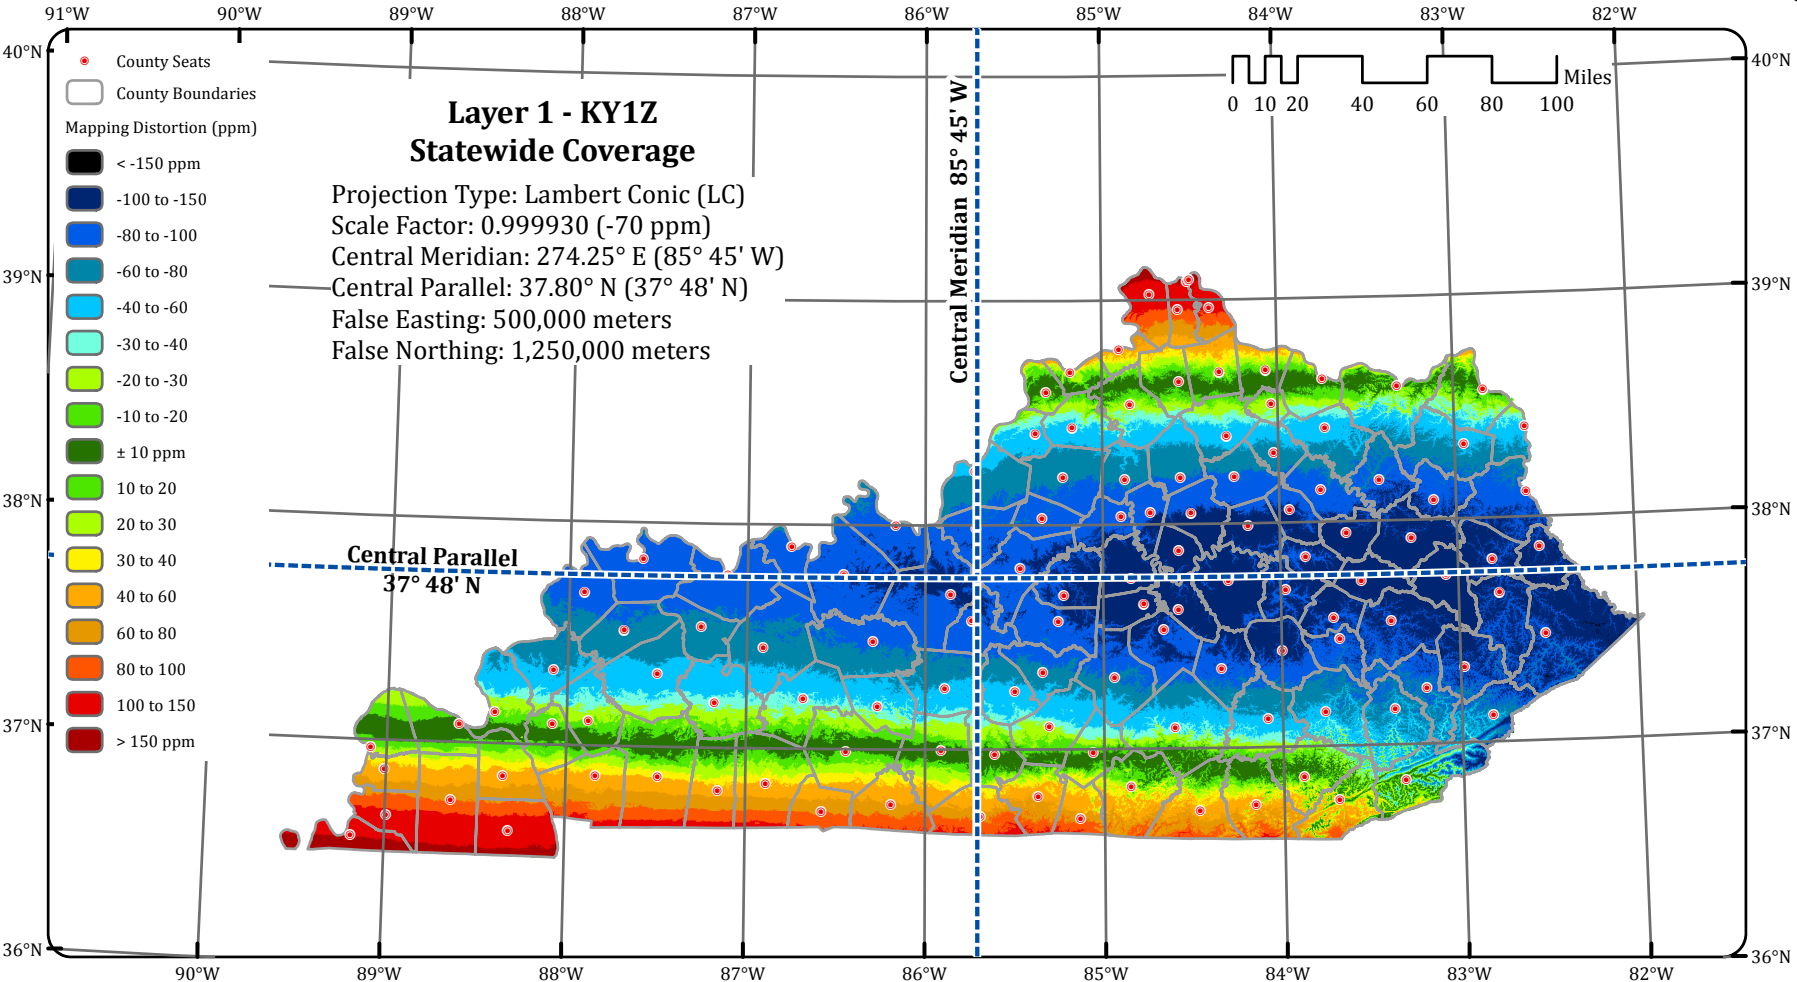 91°W 90°W 89°W 88°W 87°W 86°W 85°W 84°W 83°W 82°W
40°N 40°N
County Seats
County Boundaries
Mapping Distortion (ppm)
< -150 ppm
-100 to -150
-80 to -100
-60 to -80
-40 to -60
-30 to -40
-20 to -30
-10 to -20
± 10 ppm
10 to 20
20 to 30
30 to 40
40 to 60
60 to 80
80 to 100
100 to 150
> 150 ppm
Layer 1 - KY1Z
Statewide Coverage
Projection Type: Lambert Conic (LC)
Scale Factor: 0.999930 (-70 ppm)
Central Meridian: 274.25° E (85° 45' W)
Central Parallel: 37.80° N (37° 48' N)
False Easting: 500,000 meters
False Northing: 1,250,000 meters
Central Meridian 85° 45' W
Miles
0 10 20 40 60 80 100
39°N 39°N
38°N 38°N
Central Parallel
37° 48' N
37°N 37°N
36°N 36°N
90°W 89°W 88°W 87°W 86°W 85°W 84°W 83°W 82°W